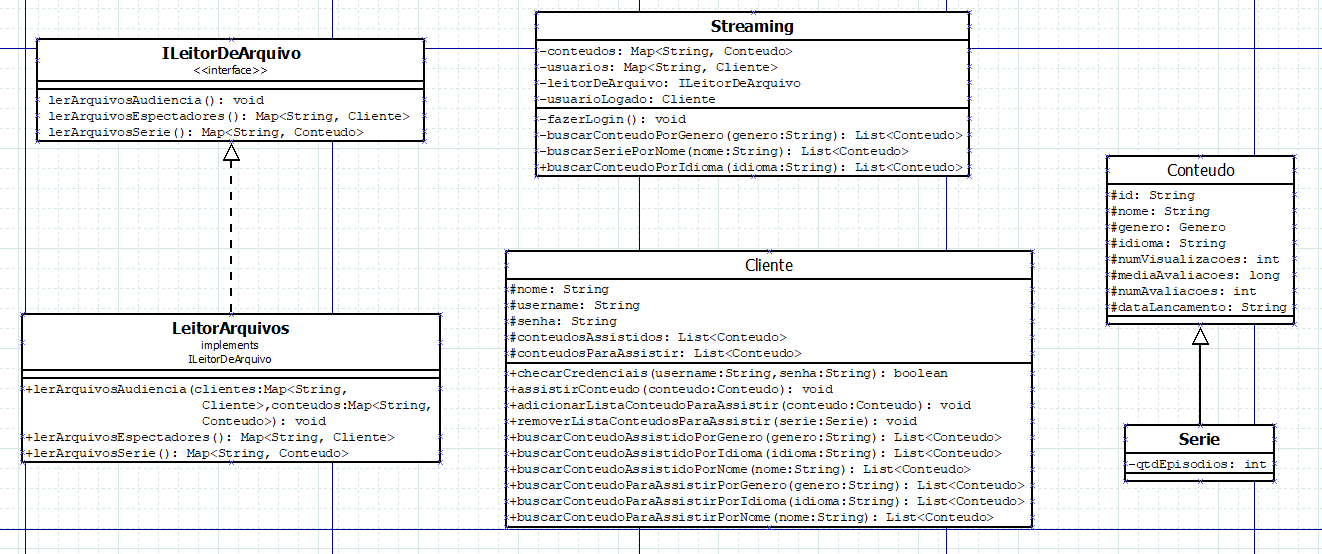 ILeitorDeArquivo
<<interface>>
lerArquivosAudiencia(): void
lerArquivosEspectadores(): Map<String, Cliente>
lerArquivosSerie(): Map<String, Conteudo>
Streaming
-conteudos: Map<String, Conteudo>
-usuarios: Map<String, Cliente>
-leitorDeArquivo: ILeitorDeArquivo
-usuarioLogado: Cliente
-fazerLogin(): void
-buscarConteudoPorGenero(genero:String): List<Conteudo>
-buscarSeriePorNome(nome:String): List<Conteudo>
+buscarConteudoPorIdioma(idioma:String): List<Conteudo>
Conteudo
#id: String
#nome: String
#genero: Genero
#idioma: String
#numVisualizacoes: int
#mediaAvaliacoes: long
#numAvaliacoes: int
#dataLancamento: String
LeitorArquivos
implements
ILeitorDeArquivo
+lerArquivosAudiencia(clientes:Map<String,
Cliente>,conteudos:Map<String,
Conteudo>): void
+lerArquivosEspectadores(): Map<String, Cliente>
+lerArquivosSerie(): Map<String, Conteudo>
Cliente
#nome: String
#username: String
#senha: String
#conteudosAssistidos: List<Conteudo>
#conteudosParaAssistir: List<Conteudo>
+checarCredenciais(username:String,senha:String): boolean
+assistirConteudo(conteudo:Conteudo): void
+adicionarListaConteudoParaAssistir(conteudo:Conteudo): void
+removerListaConteudosParaAssistir(serie:Serie): void
+buscarConteudoAssistidoPorGenero(genero:String): List<Conteudo>
+buscarConteudoAssistidoPorIdioma(idioma:String): List<Conteudo>
+buscarConteudoAssistidoPorNome(nome:String): List<Conteudo>
+buscarConteudoParaAssistirPorGenero(genero:String): List<Conteudo>
+buscarConteudoParaAssistirPorIdioma(idioma:String): List<Conteudo>
+buscarConteudoParaAssistirPorNome(nome:String): List<Conteudo>
Serie
-qtdEpisodios: int